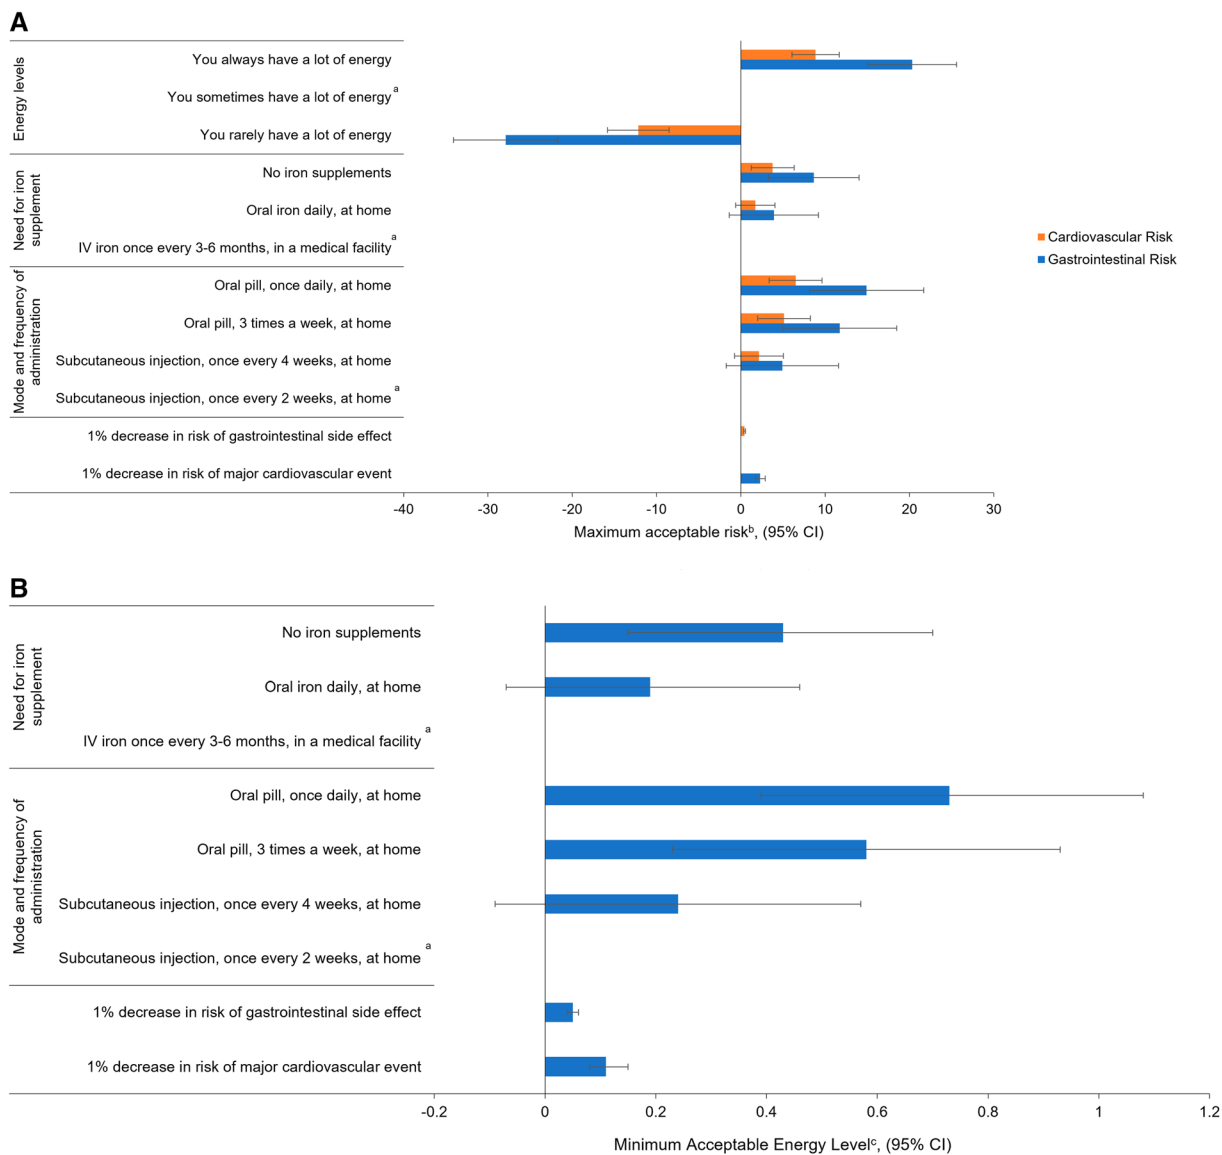 A
Energy levels
You always have a lot of energy
You sometimes have a lot of energy a
You rarely have a lot of energy
Need for iron
supplement
No iron supplements
Oral iron daily, at home
IV iron once every 3-6 months, in a medical facility a
Mode and frequency of
administration
Oral pill, once daily, at home
Oral pill, 3 times a week, at home
Subcutaneous injection, once every 4 weeks, at home
Subcutaneous injection, once every 2 weeks, at home a
1% decrease in risk of gastrointestinal side effect
1% decrease in risk of major cardiovascular event
-40 -30 -20 -10 0 10 20 30
Maximum acceptable riskb, (95% CI)
Cardiovascular Risk
Gastrointestinal Risk
B
Need for iron
supplement
No iron supplements
Oral iron daily, at home
IV iron once every 3-6 months, in a medical facility a
Mode and frequency of
administration
Oral pill, once daily, at home
Oral pill, 3 times a week, at home
Subcutaneous injection, once every 4 weeks, at home
Subcutaneous injection, once every 2 weeks, at home a
1% decrease in risk of gastrointestinal side effect
1% decrease in risk of major cardiovascular event
-0.2 0 0.2 0.4 0.6 0.8 1 1.2
Minimum Acceptable Energy Levelc, (95% CI)